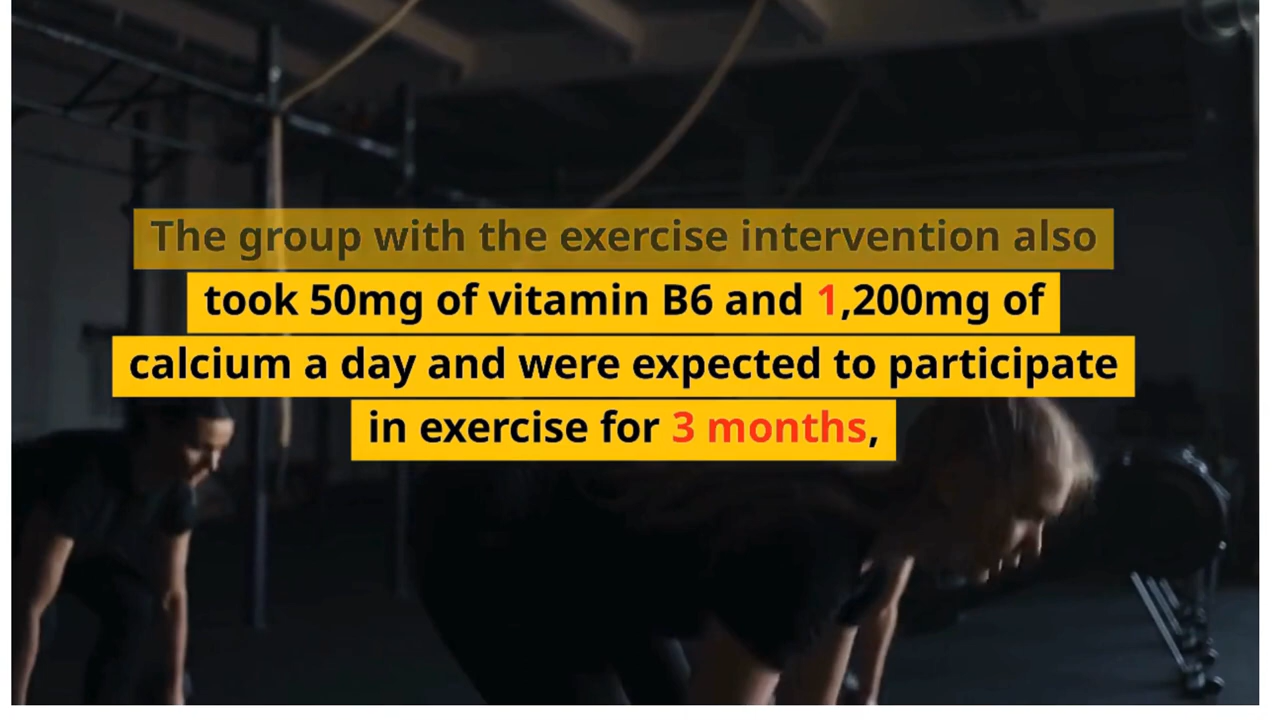 The group with the exercise intervention also
took 50mg of vitamin B6 and 1,200mg of
calcium a day and were expected to participate
in exercise for 3 months,